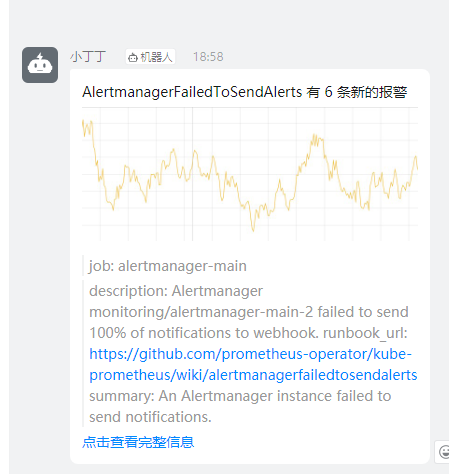 小丁丁 机器人 18:58
AlertmanagerFailedToSendAlerts 有 6 条新的报警
job: alertmanager-main
description: Alertmanager
monitoring/alertmanager-main-2 failed to send
100% of notifications to webhook. runbook_url:
https://github.com/prometheus-operator/kube-
prometheus/wiki/alertmanagerfailedtosendalerts
summary: An Alertmanager instance failed to
send notifications.
点击查看完整信息